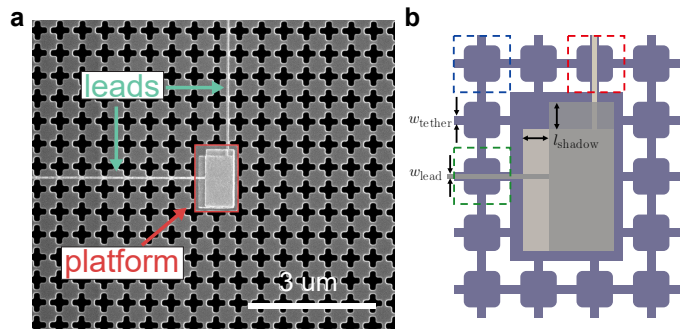 a
leads
platform
3 um
b
w_tether
l_shadow
w_lead